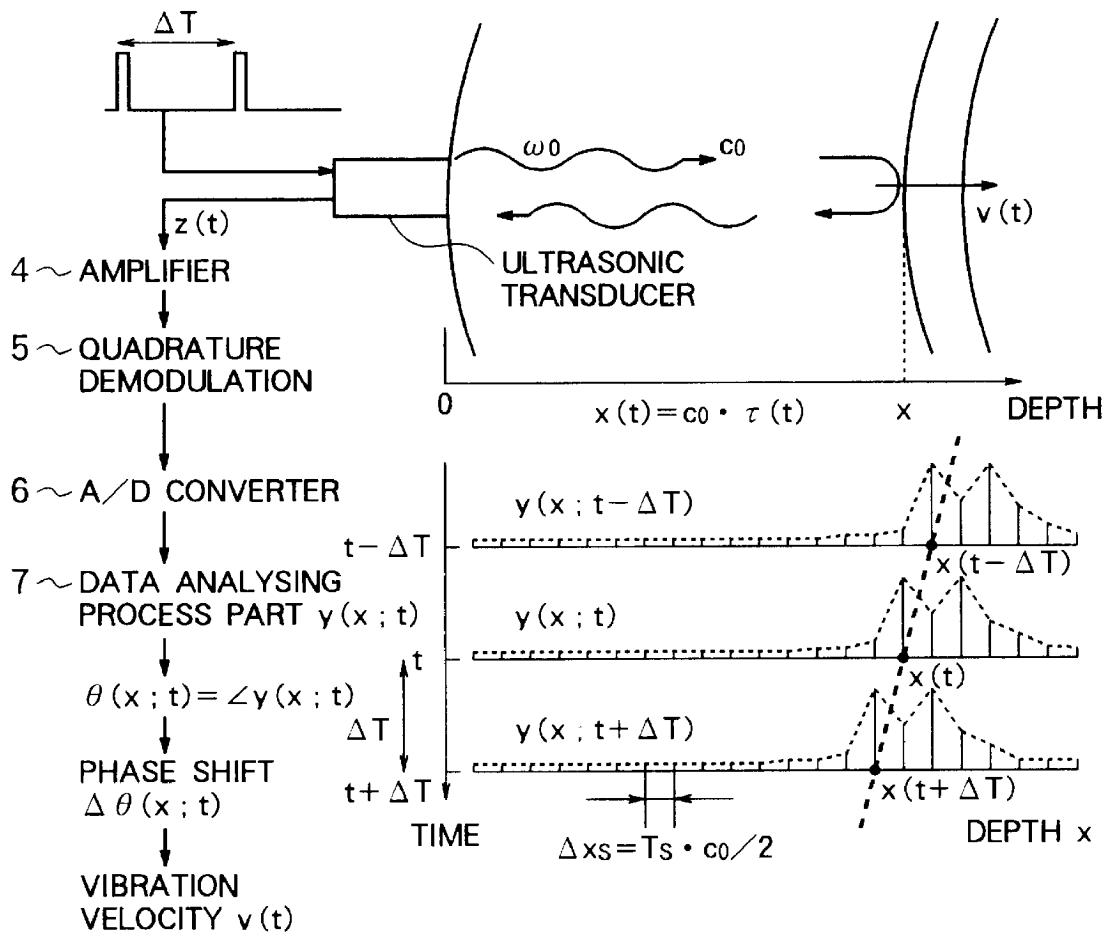 ΔT
ω0
c0
v(t)
z(t)
4~AMPLIFIER
ULTRASONIC
TRANSDUCER
5~QUADRATURE
DEMODULATION
0
x(t)=c0・τ(t)
x
DEPTH
6~A/D CONVERTER
y(x;t-ΔT)
t-ΔT
x(t-ΔT)
7~DATA ANALYSING
PROCESS PART y(x;t)
y(x;t)
t
x(t)
θ(x;t)=∠y(x;t)
ΔT
y(x;t+ΔT)
PHASE SHIFT
Δθ(x;t)
t+ΔT
x(t+ΔT)
TIME
DEPTH x
ΔxS=TS・c0/2
VIBRATION
VELOCITY v(t)